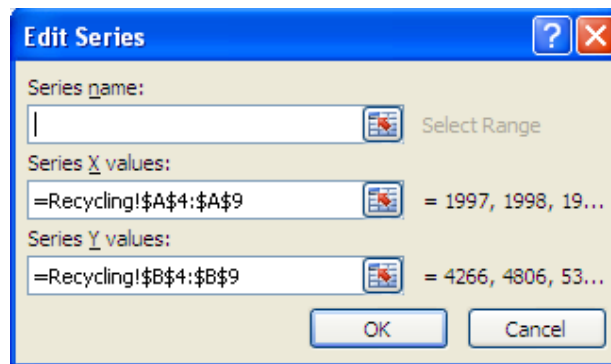 Edit Series
Series name:
Select Range
Series X values:
=Recycling!$A$4:$A$9
= 1997, 1998, 19...
Series Y values:
=Recycling!$B$4:$B$9
= 4266, 4806, 53...
OK
Cancel